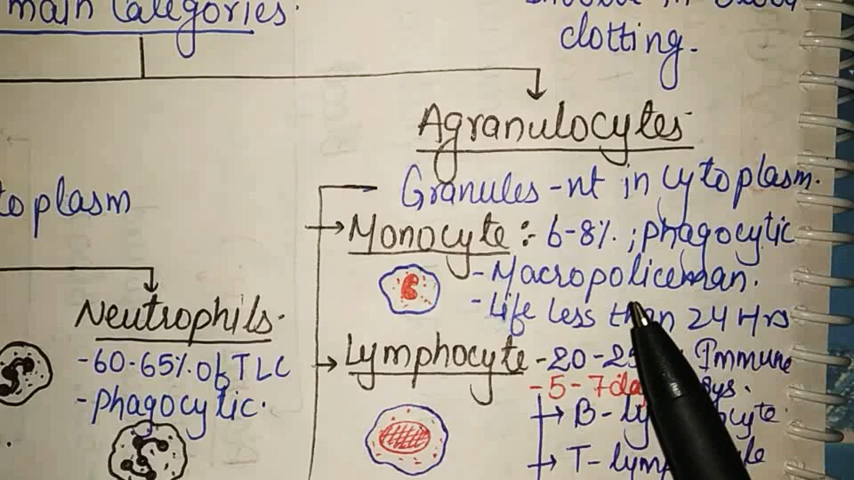 main Categories.
clotting.
Agranulocytes
Granules -nt in cytoplasm.
toplasm
Monocyte :- 6-8% ; phagocytic
- Macropoliceman.
- Life less than 24 Hrs
Neutrophils.
- 60-65% of TLC
- phagocytic.
Lymphocyte - 20-25 Immune
- 5-7 Sys.
B-
T-